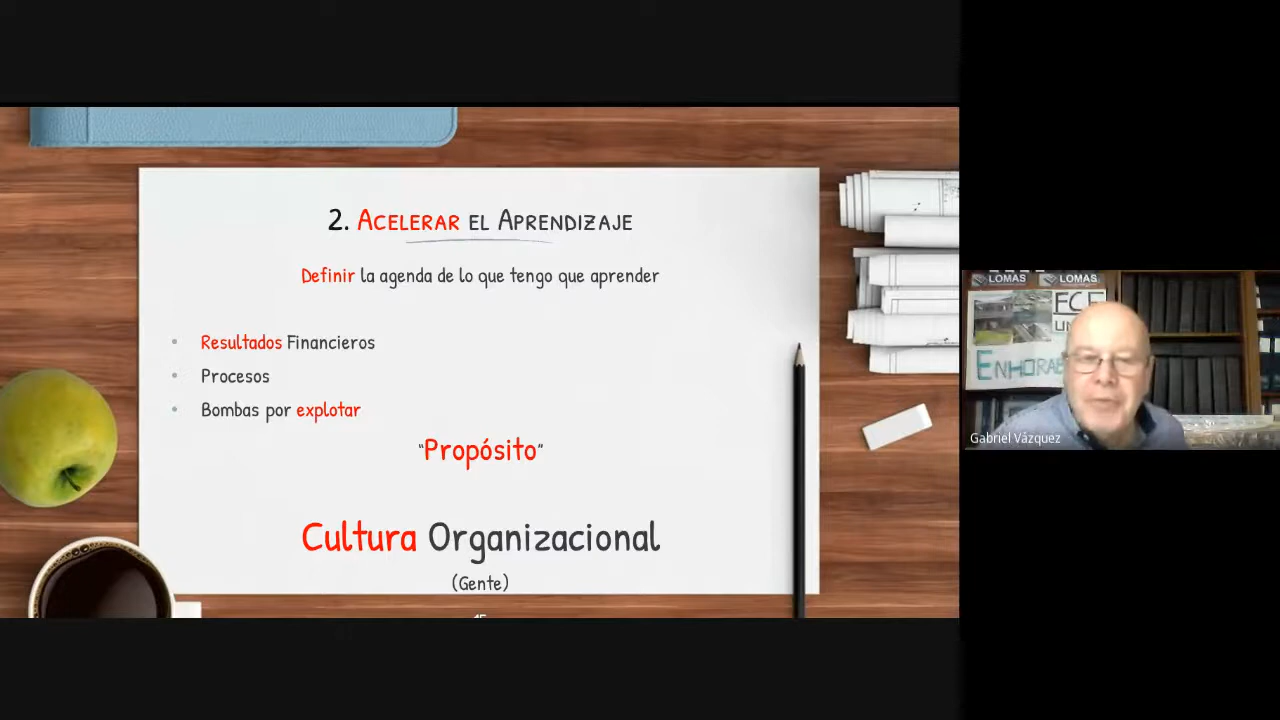 2. ACELERAR EL APRENDIZAJE
Definir la agenda de lo que tengo que aprender
• Resultados Financieros
• Procesos
• Bombas por explotar
"Propósito"
Cultura Organizacional
(Gente)
LOMAS
LOMAS
FCE
Gabriel Vázquez